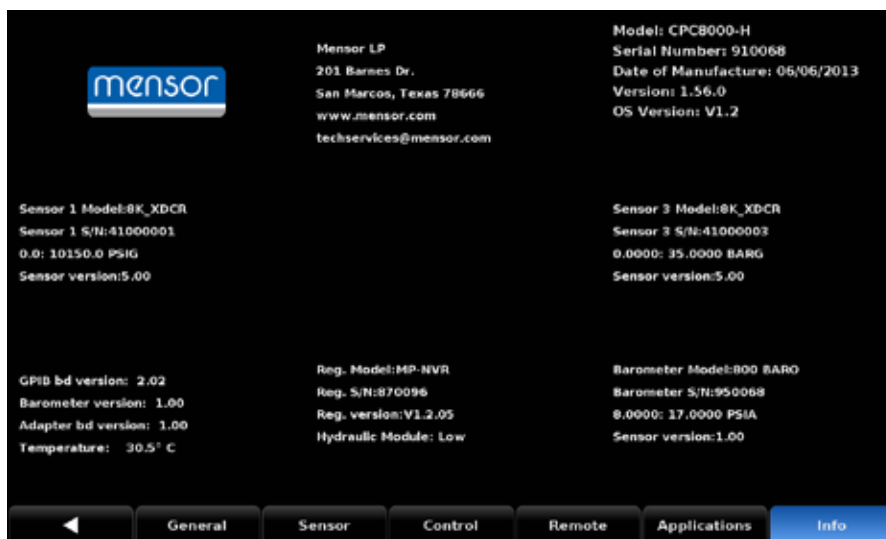 mensor
Mensor LP
201 Barnes Dr.
San Marcos, Texas 78666
www.mensor.com
techservices@mensor.com
Model: CPC8000-H
Serial Number: 910068
Date of Manufacture: 06/06/2013
Version: 1.56.0
OS Version: V1.2
Sensor 1 Model:8K_XDCR
Sensor 1 S/N:41000001
0.0: 10150.0 PSIG
Sensor version:5.00
Sensor 3 Model:8K_XDCR
Sensor 3 S/N:41000003
0.0000: 35.0000 BARG
Sensor version:5.00
GPIB bd version: 2.02
Barometer version: 1.00
Adapter bd version: 1.00
Temperature: 30.5° C
Reg. Model:MP-NVR
Reg. S/N:870096
Reg. version:V1.2.05
Hydraulic Module: Low
Barometer Model:800 BARO
Barometer S/N:950068
8.0000: 17.0000 PSIA
Sensor version:1.00
General
Sensor
Control
Remote
Applications
Info